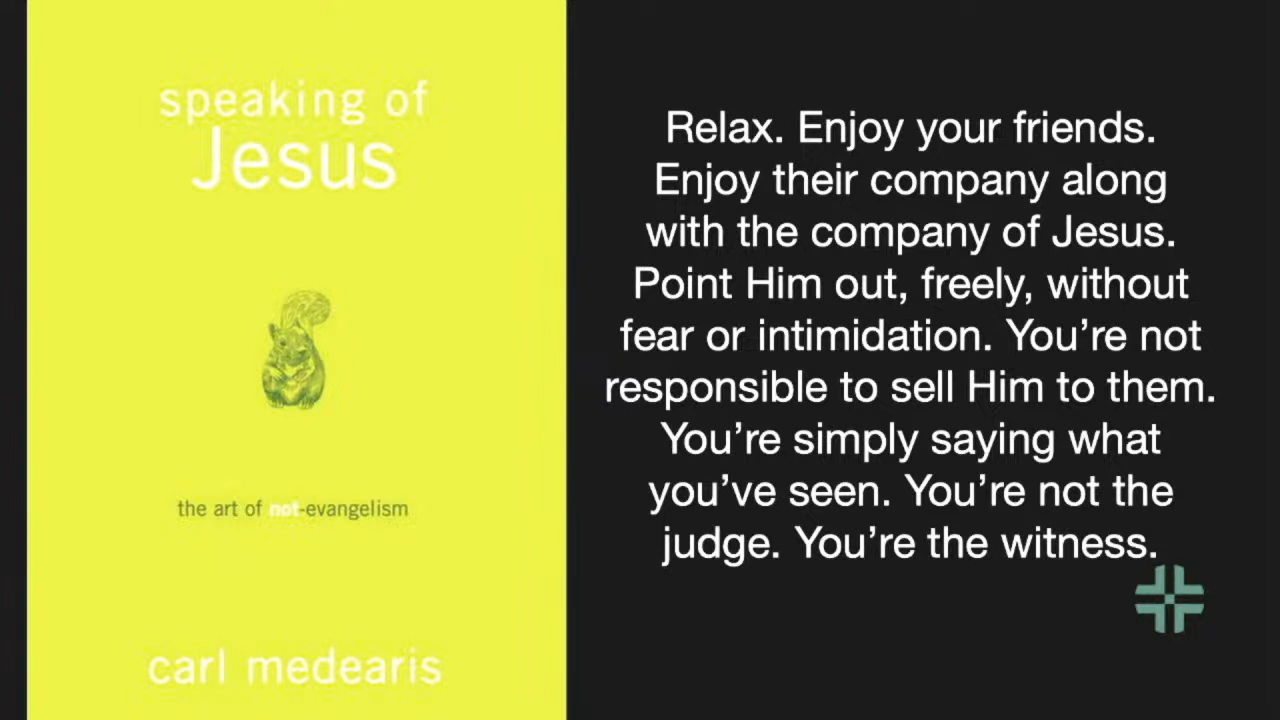 speaking of
Jesus
the art of not-evangelism
carl medearis
Relax. Enjoy your friends.
Enjoy their company along
with the company of Jesus.
Point Him out, freely, without
fear or intimidation. You’re not
responsible to sell Him to them.
You’re simply saying what
you’ve seen. You’re not the
judge. You’re the witness.